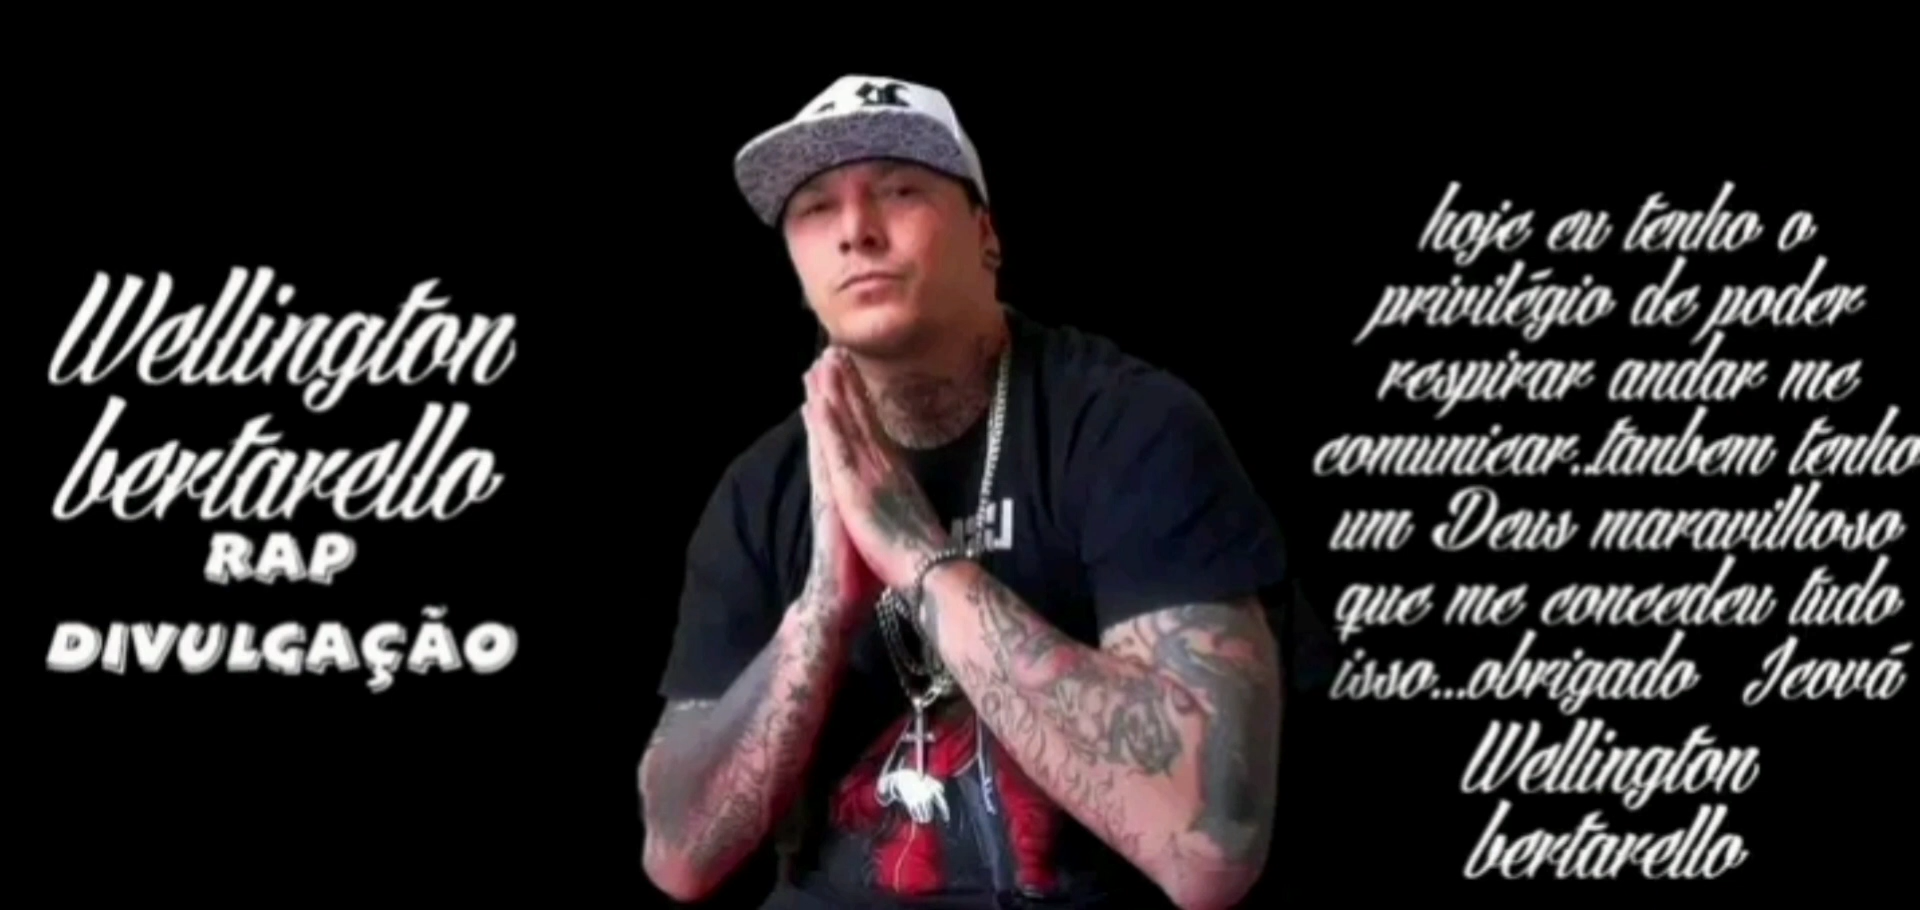 Wellington
bertarello
RAP
DIVULGAÇÃO
hoje eu tenho o
privilégio de poder
respirar andar me
comunicar..tanbem tenho
um Deus maravilhoso
que me concedeu tudo
isso...obrigado Jeová
Wellington
bertarello